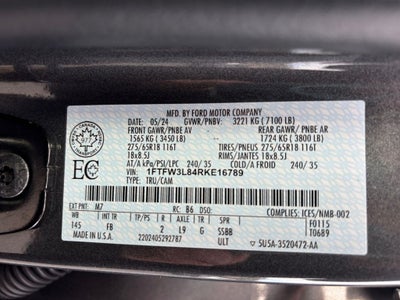 MFD. BY FORD MOTOR COMPANY
05/24 GVWR/PNBV: 3221 KG ( 7100 LB)
FRONT GAWR/ PNBE AV REAR GAWR/ PNBE AR
1565 KG ( 3450 LB) 1724 KG ( 3800 LB)
275/65R18 116T TIRES/PNEUS 275/65R18 116T
18x8.5J RIMS/JANTES 18x8.5J
AT/A kPa/PSI/LPC 240/ 35 COLD/A FROID 240/ 35
VIN: 1FTFW3L84RKE16789
EC
TYPE:
EXT PNT: M7 RC: B6 DSO: COMPLIES: ICES/NMB-002
WB INT TR TP/PS R AXLE TR SPR F0115
145 FB 2 L9 G SSBB T0689
MADE IN U.S.A. 2202405292787 ULT 5U5A-3520472-AA